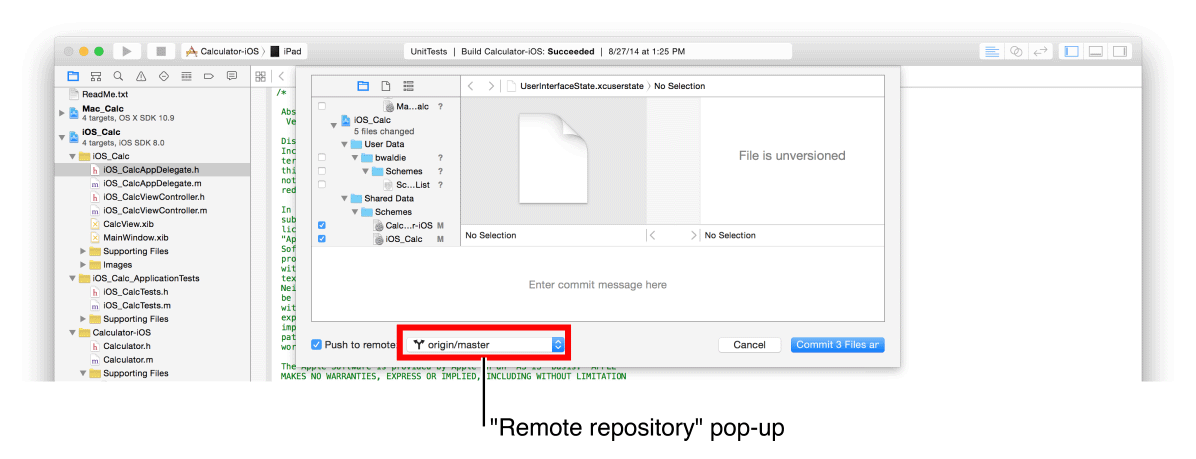 Calculator-iOS 〉 iPad
UnitTests | Build Calculator-iOS: Succeeded | 8/27/14 at 1:25 PM
ReadMe.txt
Mac_Calc
4 targets, OS X SDK 10.9
iOS_Calc
4 targets, iOS SDK 8.0
iOS_Calc
h iOS_CalcAppDelegate.h
m iOS_CalcAppDelegate.m
h iOS_CalcViewController.h
m iOS_CalcViewController.m
CalcView.xib
MainWindow.xib
Supporting Files
Images
iOS_Calc_ApplicationTests
h iOS_CalcTests.h
m iOS_CalcTests.m
Supporting Files
Calculator-iOS
h Calculator.h
m Calculator.m
Supporting Files
/*
Abs
Ve
Dis
Inc
ter
thi
not
red
In
sub
lic
"Ap
Sof
pro
wit
tex
Nei
be
wit
exp
imp
pat
wor
The Apple Software is provided by Apple on an "AS IS" basis. APPLE
MAKES NO WARRANTIES, EXPRESS OR IMPLIED, INCLUDING WITHOUT LIMITATION
Ma...alc ?
iOS_Calc
5 files changed
User Data
bwaldie ?
Schemes ?
Sc...List ?
Shared Data
Schemes
Calc...r-iOS M
iOS_Calc M
UserInterfaceState.xcuserstate 〉 No Selection
File is unversioned
No Selection
No Selection
Enter commit message here
Push to remote:
origin/master
Cancel
Commit 3 Files ar
"Remote repository" pop-up